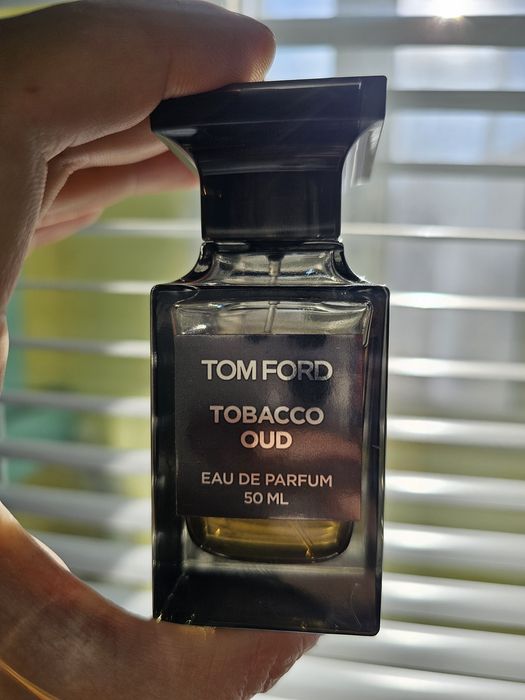 TOM FORD
TOBACCO
OUD
EAU DE PARFUM
50 ML